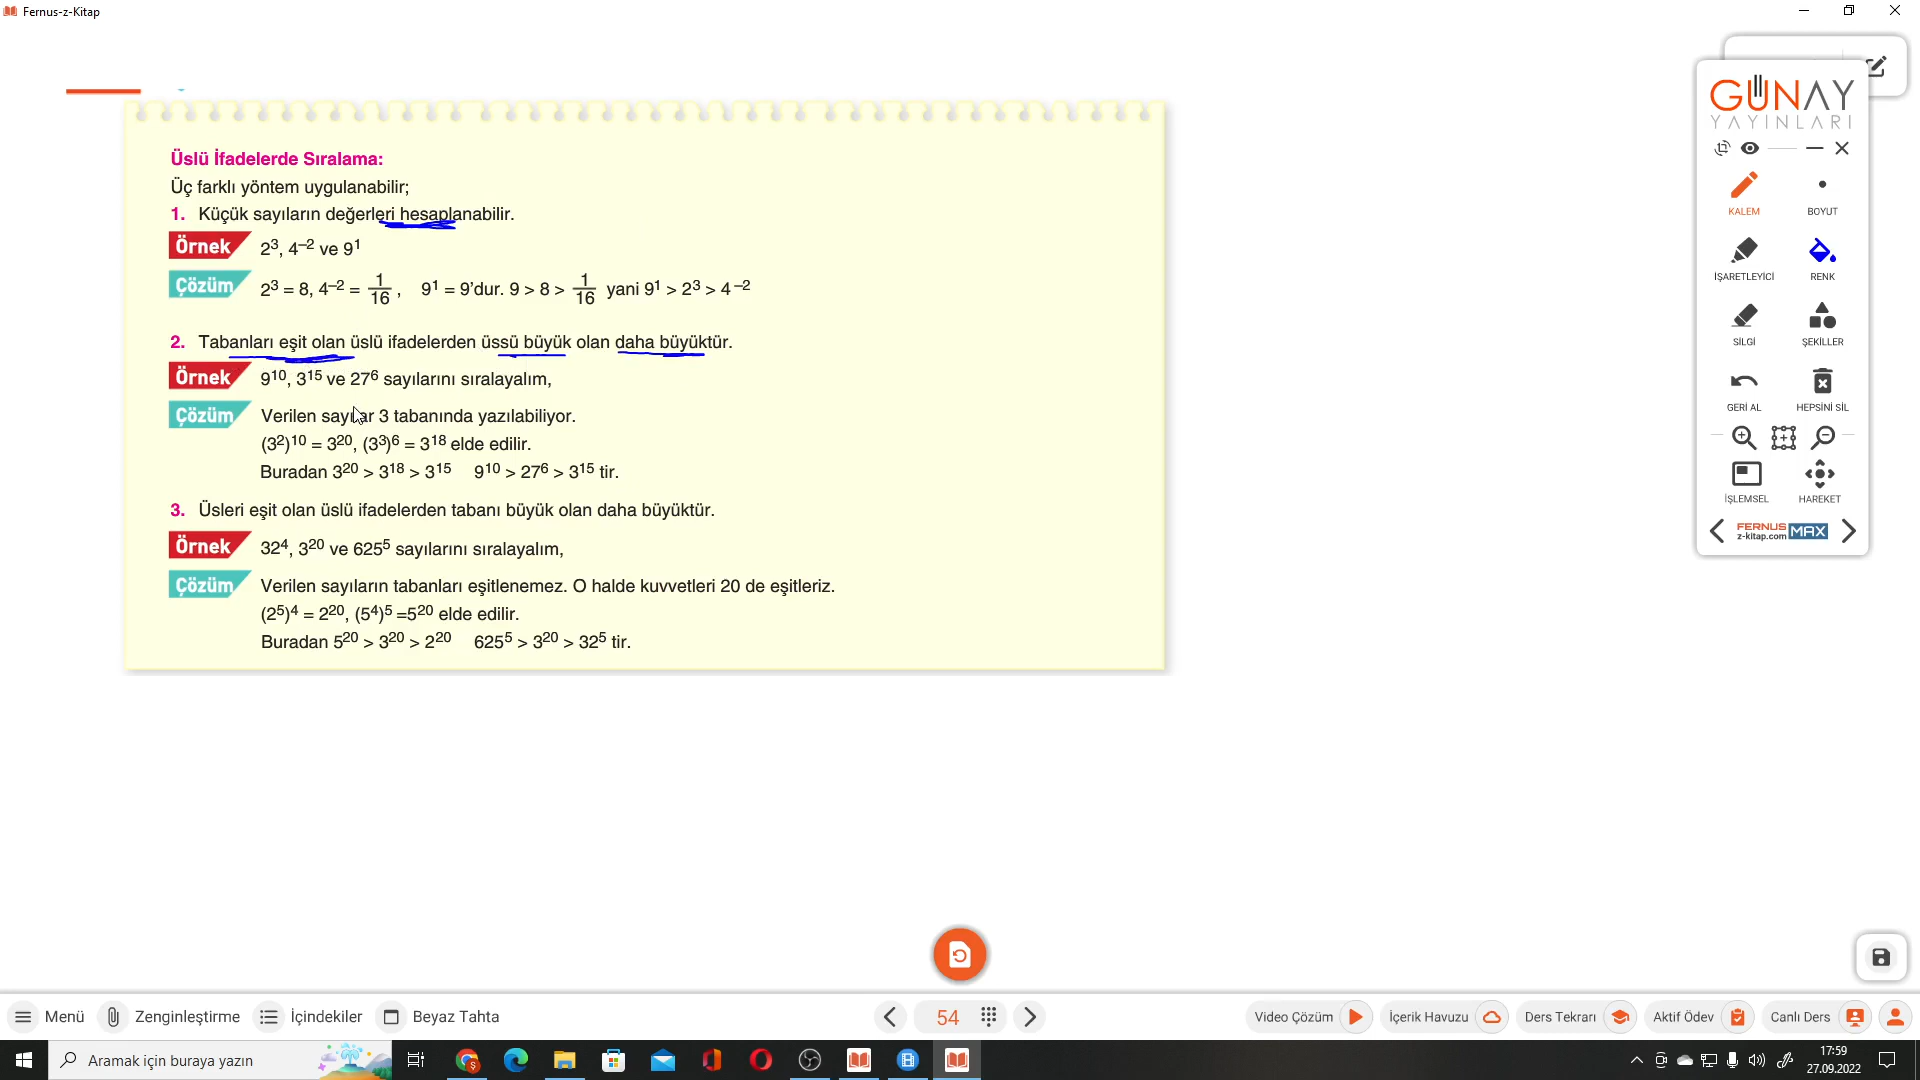 Fernus-z-Kitap
Üslü İfadelerde Sıralama:
Üç farklı yöntem uygulanabilir;
1. Küçük sayıların değerleri hesaplanabilir.
Örnek 2³, 4⁻² ve 9¹
Çözüm 2³ = 8, 4⁻² = 1/16, 9¹ = 9'dur. 9 > 8 > 1/16 yani 9¹ > 2³ > 4⁻²
2. Tabanları eşit olan üslü ifadelerden üssü büyük olan daha büyüktür.
Örnek 9¹⁰, 3¹⁵ ve 27⁶ sayılarını sıralayalım,
Çözüm Verilen sayılar 3 tabanında yazılabiliyor.
(3²)¹⁰ = 3²⁰, (3³)⁶ = 3¹⁸ elde edilir.
Buradan 3²⁰ > 3¹⁸ > 3¹⁵ 9¹⁰ > 27⁶ > 3¹⁵ tir.
3. Üsleri eşit olan üslü ifadelerden tabanı büyük olan daha büyüktür.
Örnek 32⁴, 3²⁰ ve 625⁵ sayılarını sıralayalım,
Çözüm Verilen sayıların tabanları eşitlenemez. O halde kuvvetleri 20 de eşitleriz.
(2⁵)⁴ = 2²⁰, (5⁴)⁵ =5²⁰ elde edilir.
Buradan 5²⁰ > 3²⁰ > 2²⁰ 625⁵ > 3²⁰ > 32⁵ tir.
GÜNAY
YAYINLARI
KALEM BOYUT
İŞARETLEYİCİ RENK
SİLGİ ŞEKİLLER
GERİ AL HEPSİNİ SİL
İŞLEMSEL HAREKET
FERNUS
z-kitap.com MAX
Menü Zenginleştirme İçindekiler Beyaz Tahta 54 Video Çözüm İçerik Havuzu Ders Tekrarı Aktif Ödev Canlı Ders
Aramak için buraya yazın
17:59
27.09.2022